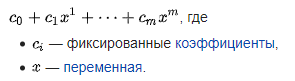 c₀ + c₁x¹ + ⋯ + cₘxᵐ, где
• cᵢ — фиксированные коэффициенты,
• x — переменная.